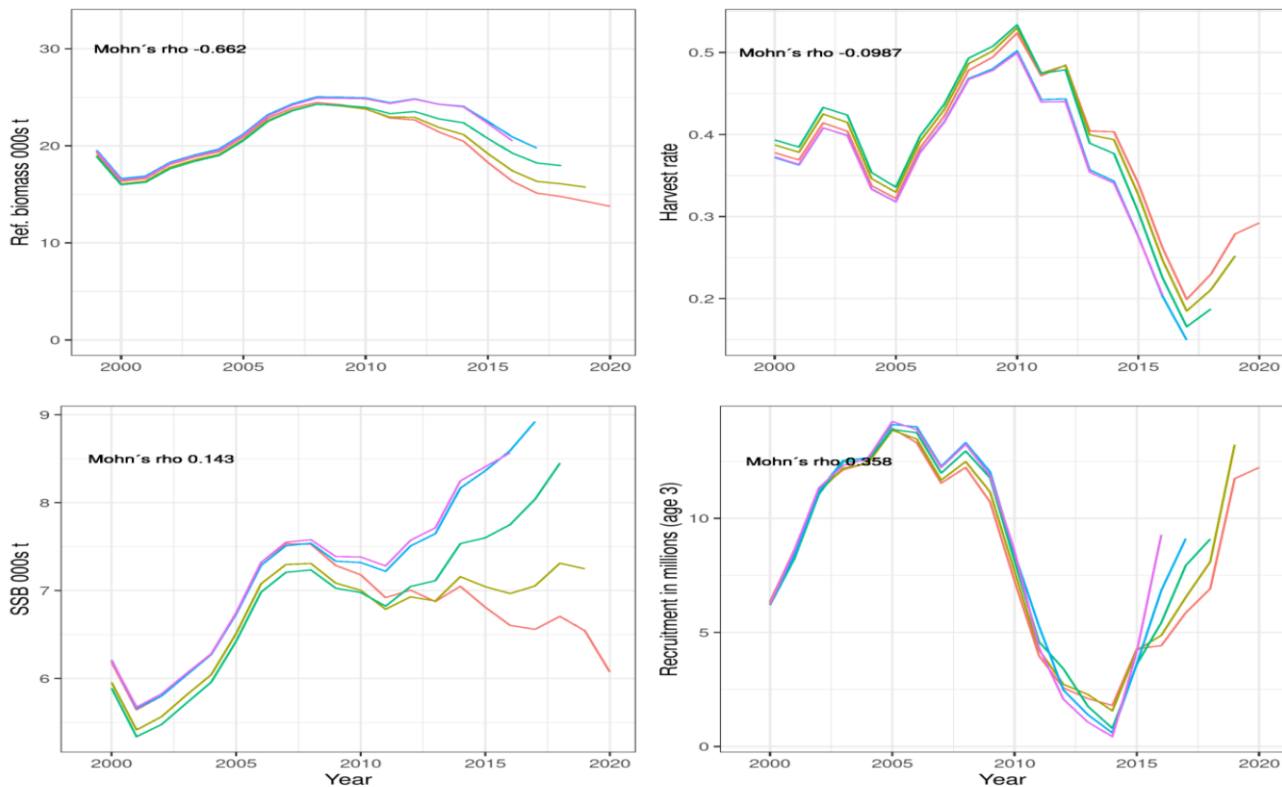 Mohn´s rho -0.662
Ref. biomass 000s t
30
20
10
0
2000 2005 2010 2015 2020
Mohn´s rho -0.0987
Harvest rate
0.5
0.4
0.3
0.2
2000 2005 2010 2015 2020
Mohn´s rho 0.143
SSB 000s t
9
8
7
6
2000 2005 2010 2015 2020
Year
Mohn´s rho 0.358
Recruitment in millions (age 3)
10
5
0
2000 2005 2010 2015 2020
Year